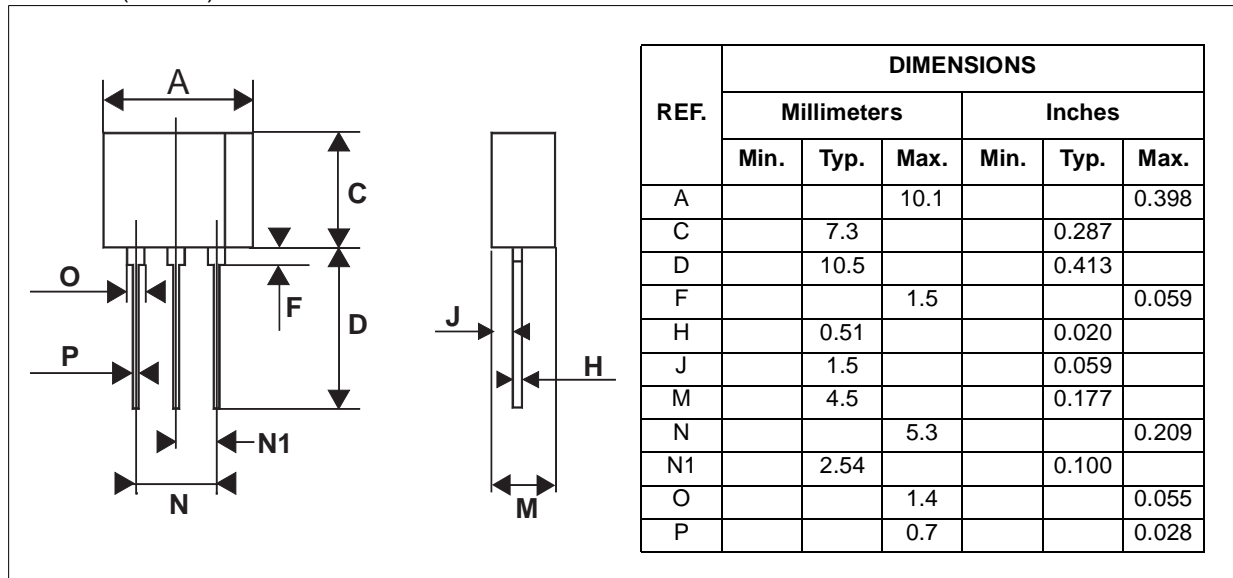 A
C
O
F
D
P
N1
N
J
H
M
DIMENSIONS
REF. Millimeters Inches
Min. Typ. Max. Min. Typ. Max.
A 10.1 0.398
C 7.3 0.287
D 10.5 0.413
F 1.5 0.059
H 0.51 0.020
J 1.5 0.059
M 4.5 0.177
N 5.3 0.209
N1 2.54 0.100
O 1.4 0.055
P 0.7 0.028